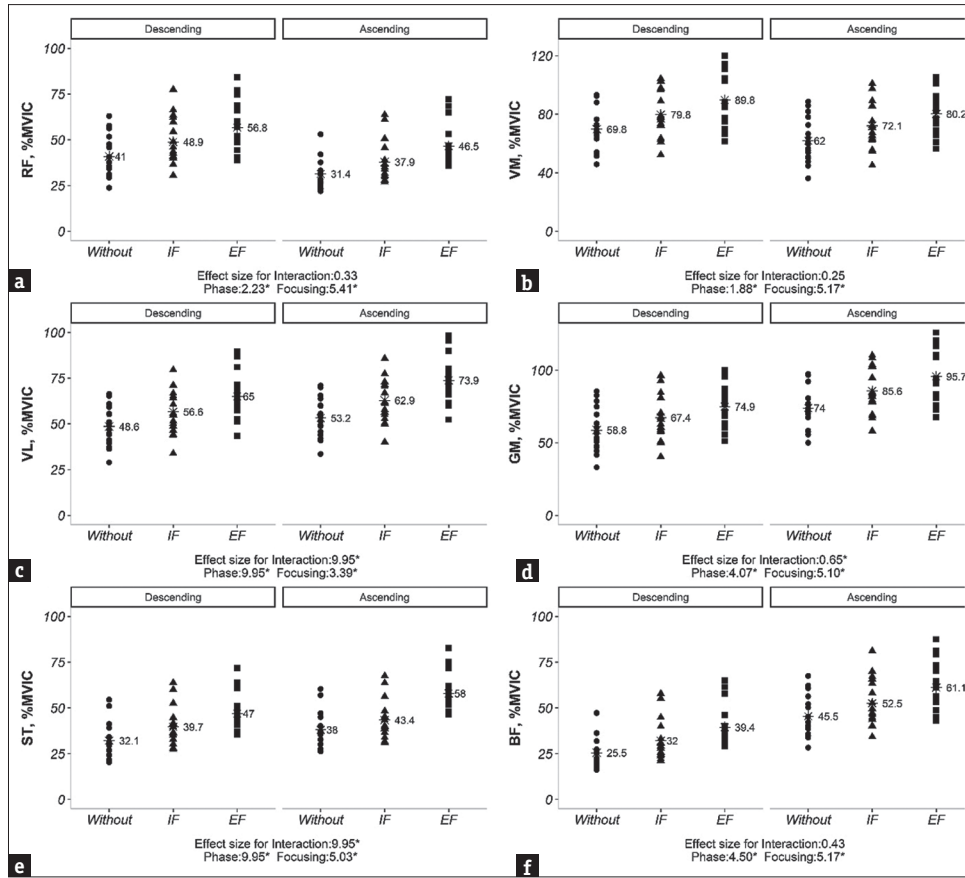 Descending Ascending
RF, %MVIC
100
75
50
25
0
41 48.9 56.8 31.4 37.9 46.5
Without IF EF Without IF EF
Effect size for Interaction:0.33
Phase:2.23* Focusing:5.41*
a
Descending Ascending
VM, %MVIC
120
80
40
0
69.8 79.8 89.8 62 72.1 80.2
Without IF EF Without IF EF
Effect size for Interaction:0.25
Phase:1.88* Focusing:5.17*
b
Descending Ascending
VL, %MVIC
100
75
50
25
0
48.6 56.6 65 53.2 62.9 73.9
Without IF EF Without IF EF
Effect size for Interaction:9.95*
Phase:9.95* Focusing:3.39*
c
Descending Ascending
GM, %MVIC
100
50
0
58.8 67.4 74.9 74 85.6 95.7
Without IF EF Without IF EF
Effect size for Interaction:0.65*
Phase:4.07* Focusing:5.10*
d
Descending Ascending
ST, %MVIC
100
75
50
25
0
32.1 39.7 47 38 43.4 58
Without IF EF Without IF EF
Effect size for Interaction:9.95*
Phase:9.95* Focusing:5.03*
e
Descending Ascending
BF, %MVIC
100
75
50
25
0
25.5 32 39.4 45.5 52.5 61.1
Without IF EF Without IF EF
Effect size for Interaction:0.43
Phase:4.50* Focusing:5.17*
f